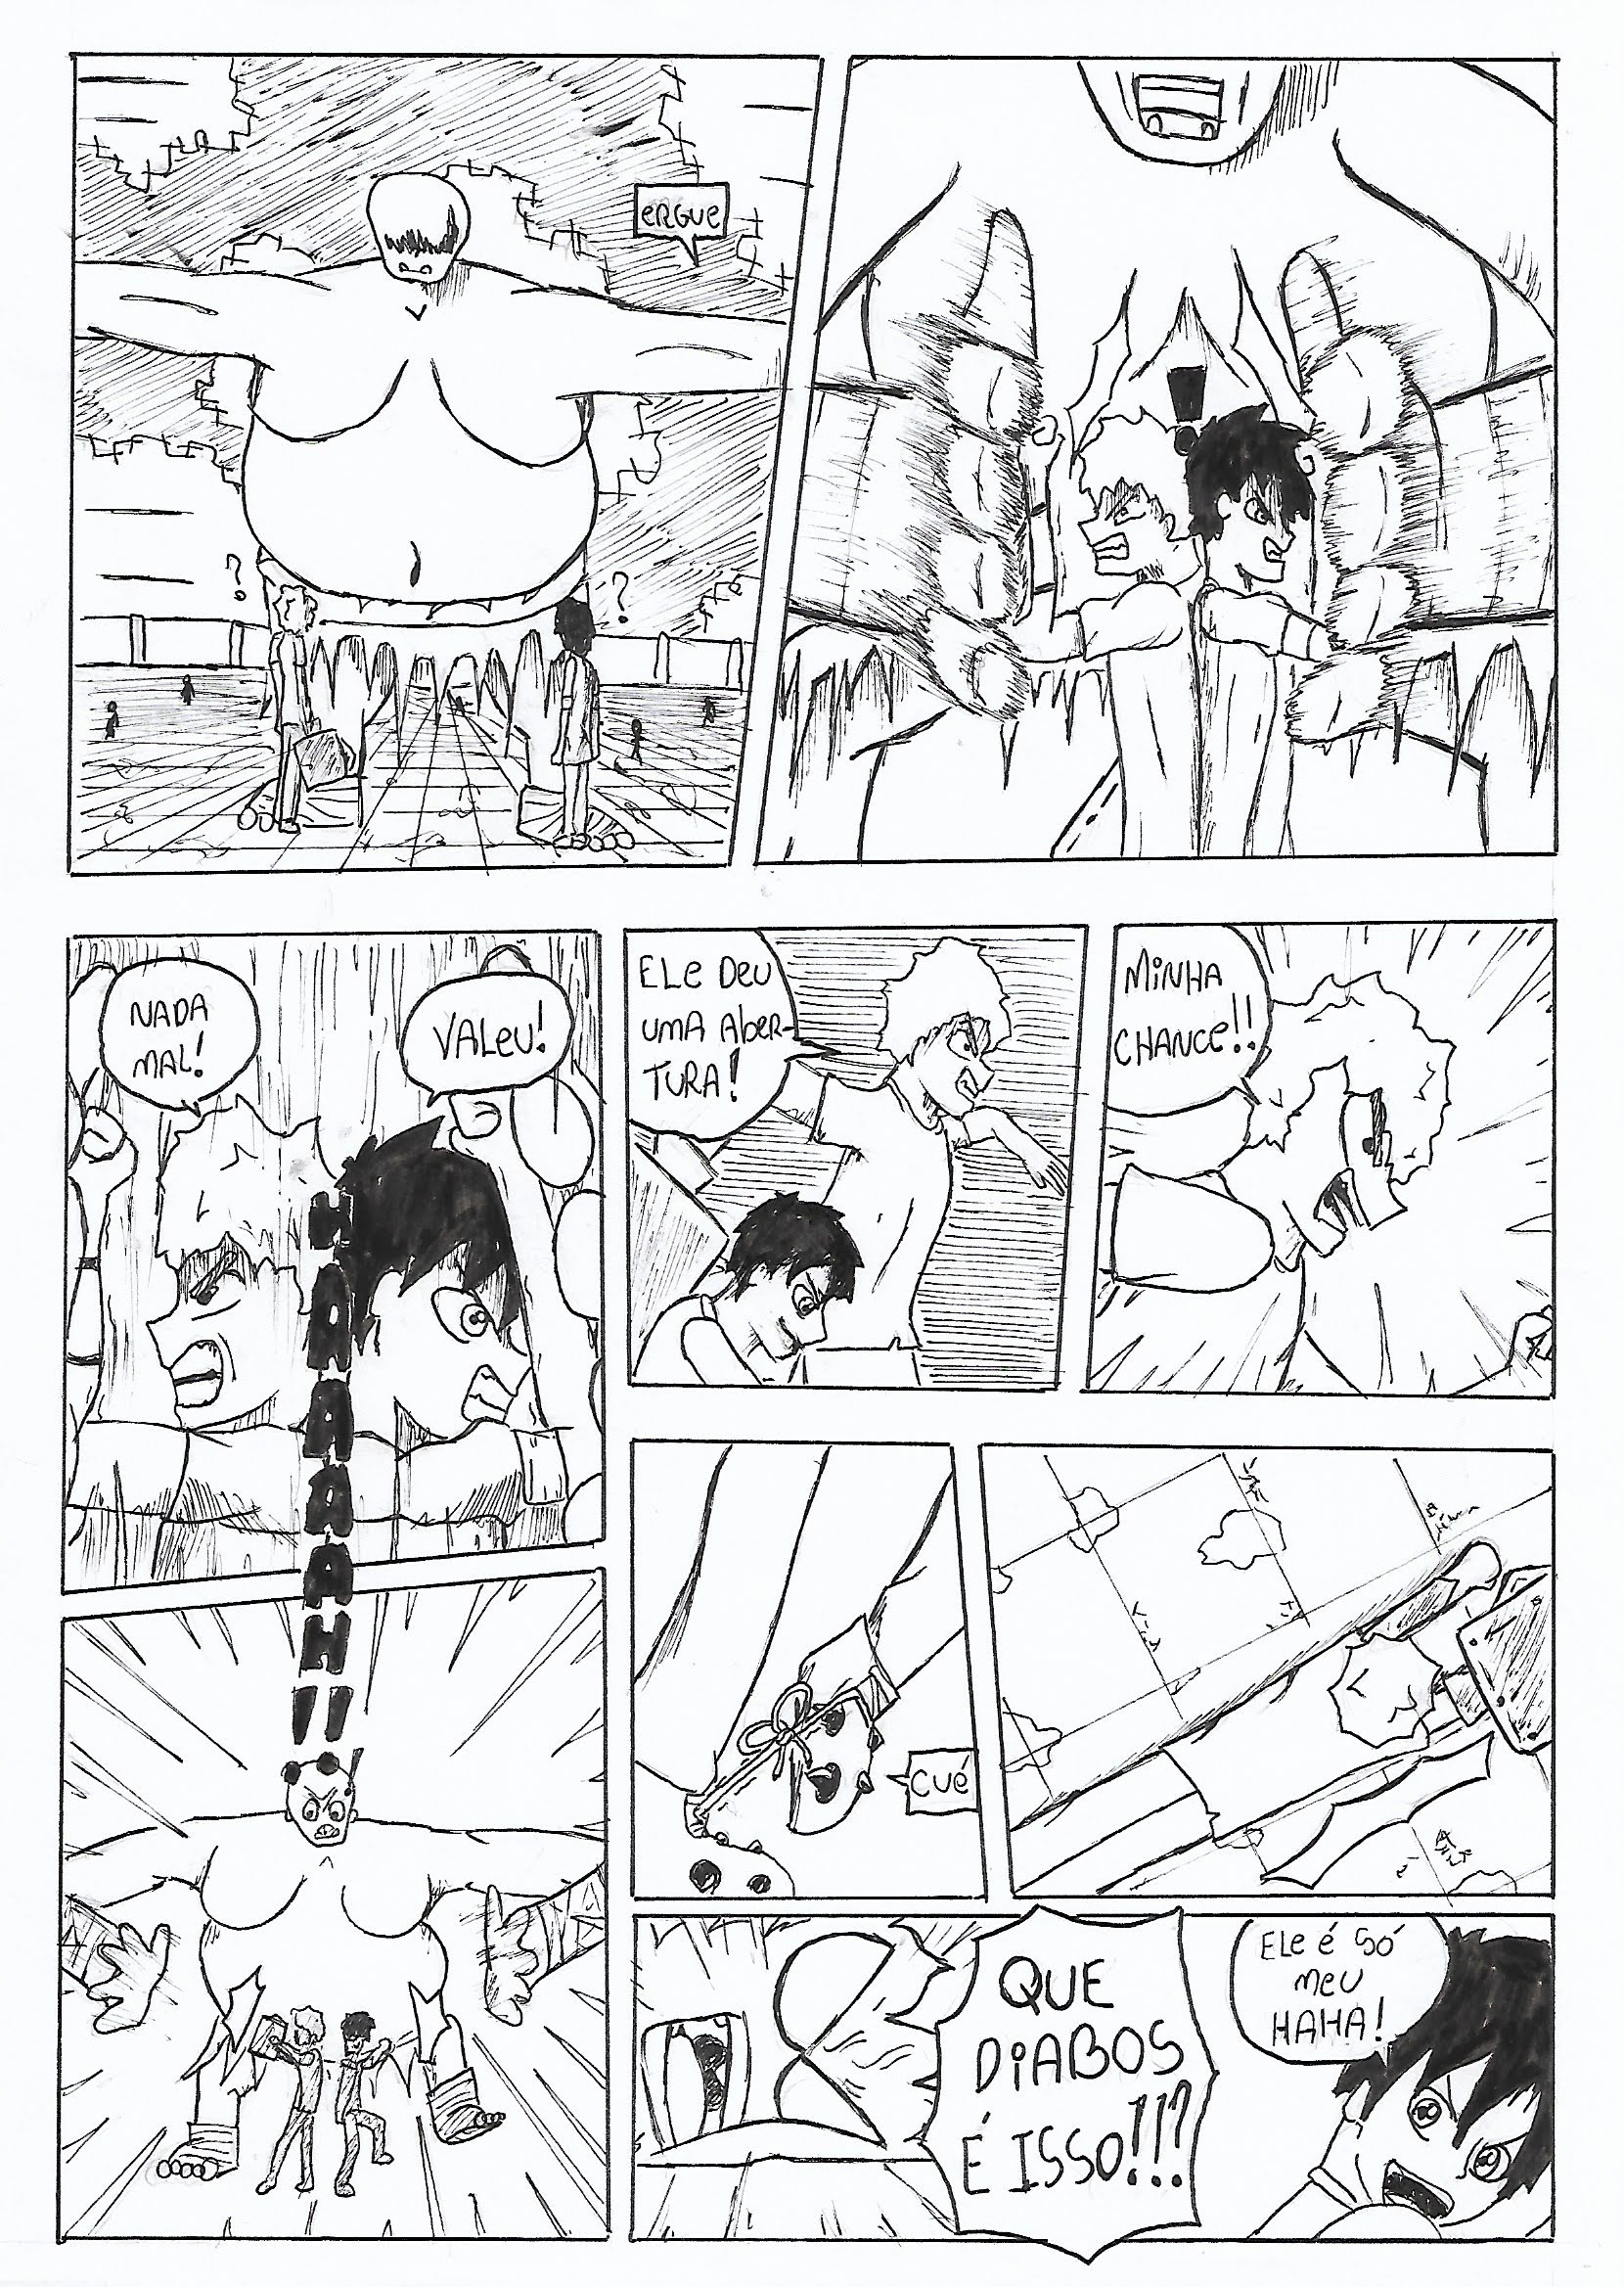 ERGUE
?
?
!
NADA
MAL!
VALEU!
HAAAAAH!!
ELE DEU
UMA ABER-
TURA!
MINHA
CHANCE!!
CUÉ
QUE
DIABOS
É ISSO!!?
ELE É SÓ
MEU
HAHA!